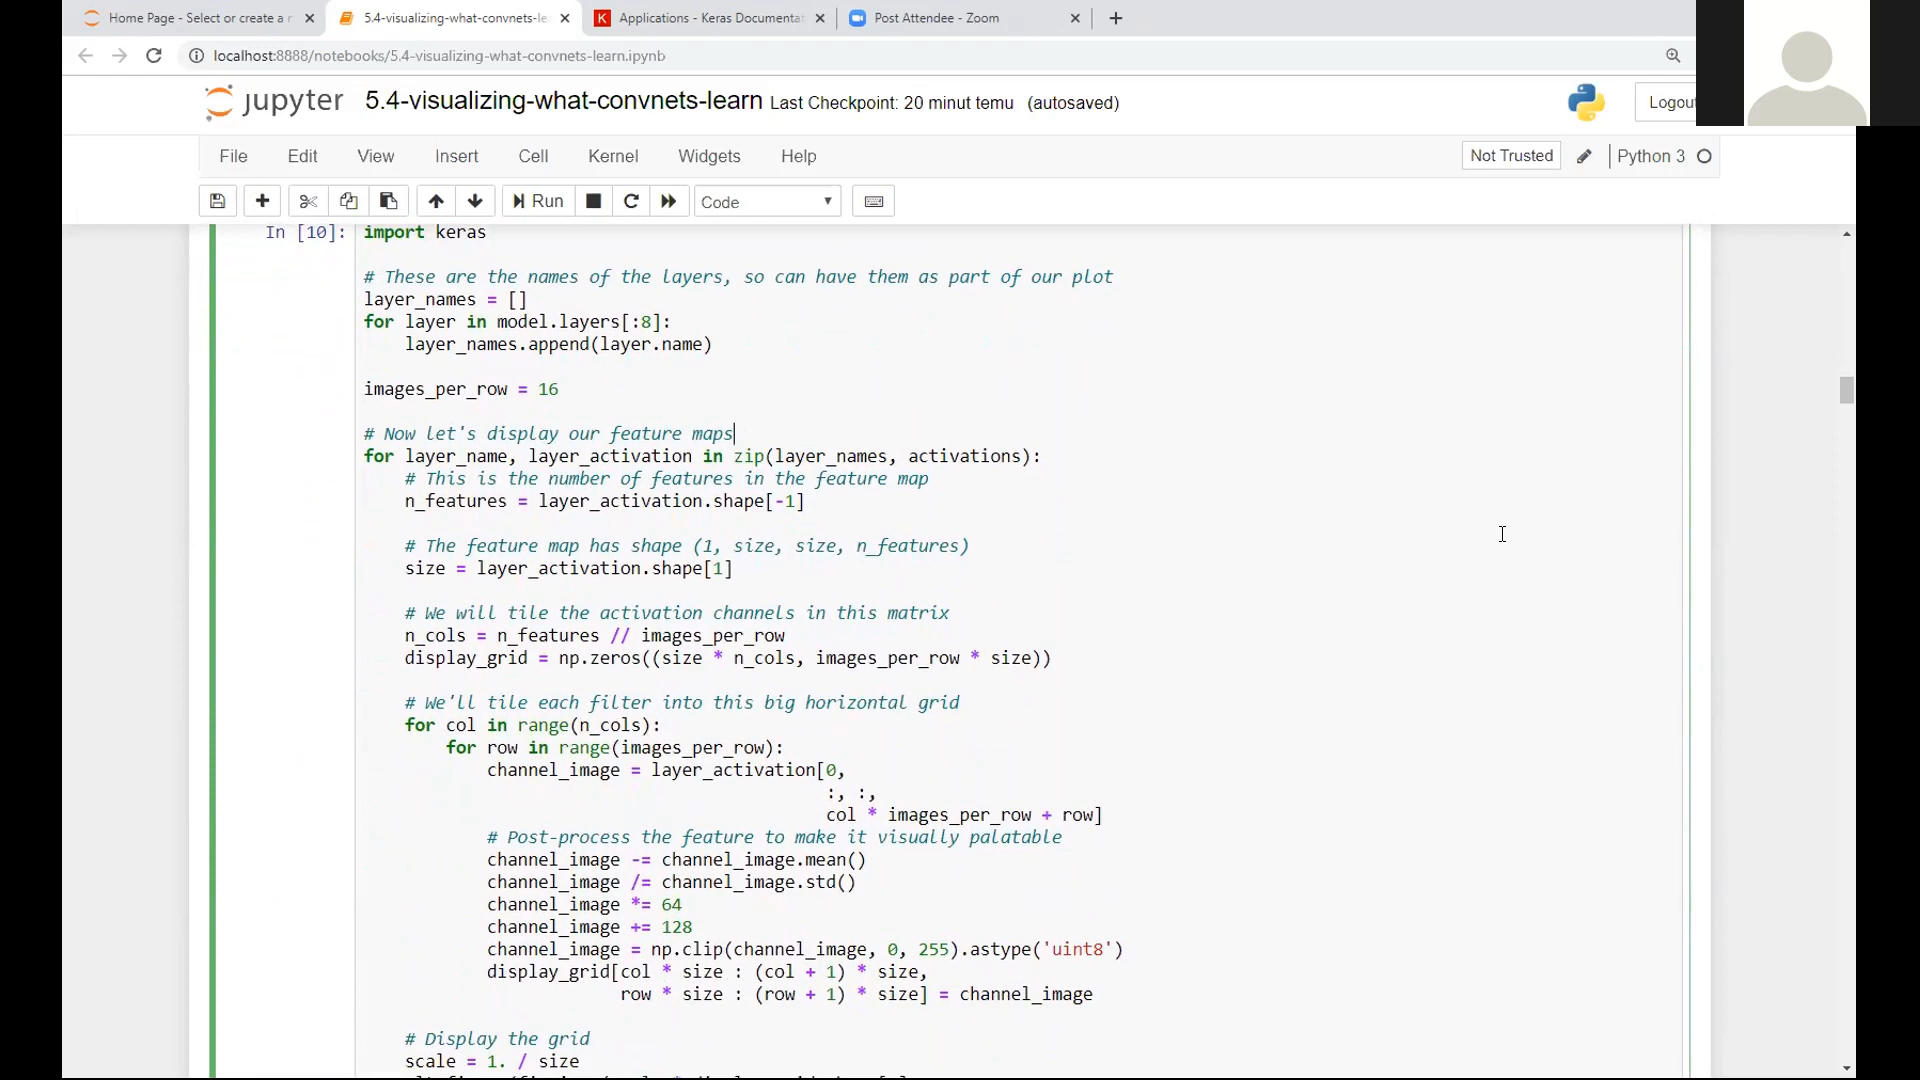 Home Page - Select or create a n
5.4-visualizing-what-convnets-le
Applications - Keras Documentat
Post Attendee - Zoom
localhost:8888/notebooks/5.4-visualizing-what-convnets-learn.ipynb
jupyter 5.4-visualizing-what-convnets-learn Last Checkpoint: 20 minut temu (autosaved)
Logout
File Edit View Insert Cell Kernel Widgets Help
Not Trusted
Python 3
Run
Code
In [10]: import keras
# These are the names of the layers, so can have them as part of our plot
layer_names = []
for layer in model.layers[:8]:
layer_names.append(layer.name)
images_per_row = 16
# Now let's display our feature maps
for layer_name, layer_activation in zip(layer_names, activations):
# This is the number of features in the feature map
n_features = layer_activation.shape[-1]
# The feature map has shape (1, size, size, n_features)
size = layer_activation.shape[1]
# We will tile the activation channels in this matrix
n_cols = n_features // images_per_row
display_grid = np.zeros((size * n_cols, images_per_row * size))
# We'll tile each filter into this big horizontal grid
for col in range(n_cols):
for row in range(images_per_row):
channel_image = layer_activation[0,
:, :,
col * images_per_row + row]
# Post-process the feature to make it visually palatable
channel_image -= channel_image.mean()
channel_image /= channel_image.std()
channel_image *= 64
channel_image += 128
channel_image = np.clip(channel_image, 0, 255).astype('uint8')
display_grid[col * size : (col + 1) * size,
row * size : (row + 1) * size] = channel_image
# Display the grid
scale = 1. / size